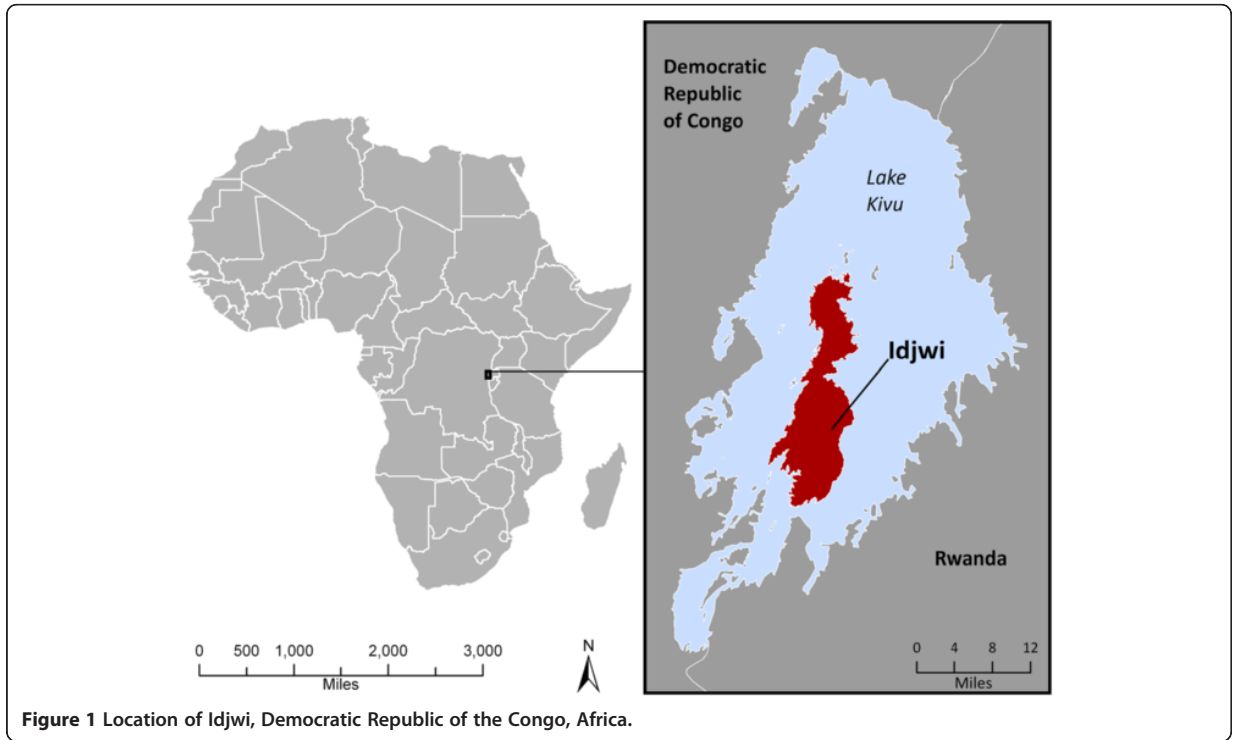 Democratic
Republic
of Congo
Lake
Kivu
Idjwi
Rwanda
N
0 500 1,000 2,000 3,000
Miles
0 4 8 12
Miles
Figure 1 Location of Idjwi, Democratic Republic of the Congo, Africa.